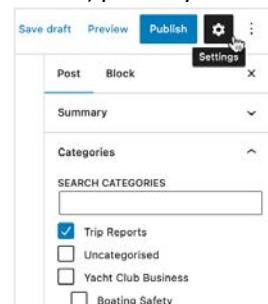 Save draft Preview Publish
Settings
Post Block
Summary
Categories
SEARCH CATEGORIES
Trip Reports
Uncategorised
Yacht Club Business
Boating Safety